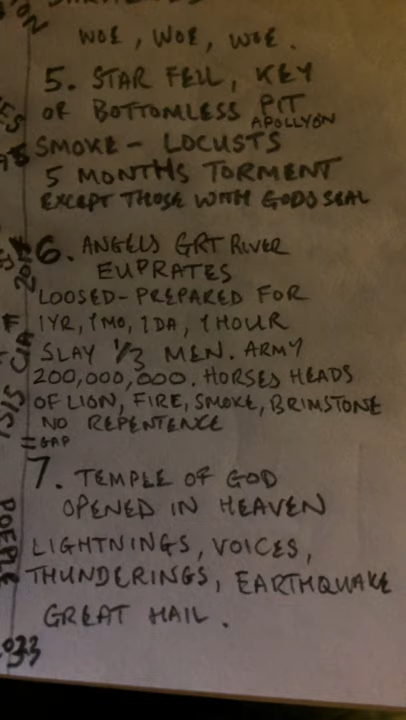 WOE, WOE, WOE.
5. STAR FELL, KEY
OF BOTTOMLESS PIT
APOLLYON
SMOKE - LOCUSTS
5 MONTHS TORMENT
EXCEPT THOSE WITH GODS SEAL
6. ANGELS GRT RIVER
EUPRATES
LOOSED - PREPARED FOR
1YR, 1MO, 1DA, 1HOUR
SLAY 1/3 MEN. ARMY
200,000,000. HORSES HEADS
OF LION, FIRE, SMOKE, BRIMSTONE
NO REPENTENCE
= GAP
7. TEMPLE OF GOD
OPENED IN HEAVEN
LIGHTNINGS, VOICES,
THUNDERINGS, EARTHQUAKE
GREAT HAIL.
CIA
POEPLE